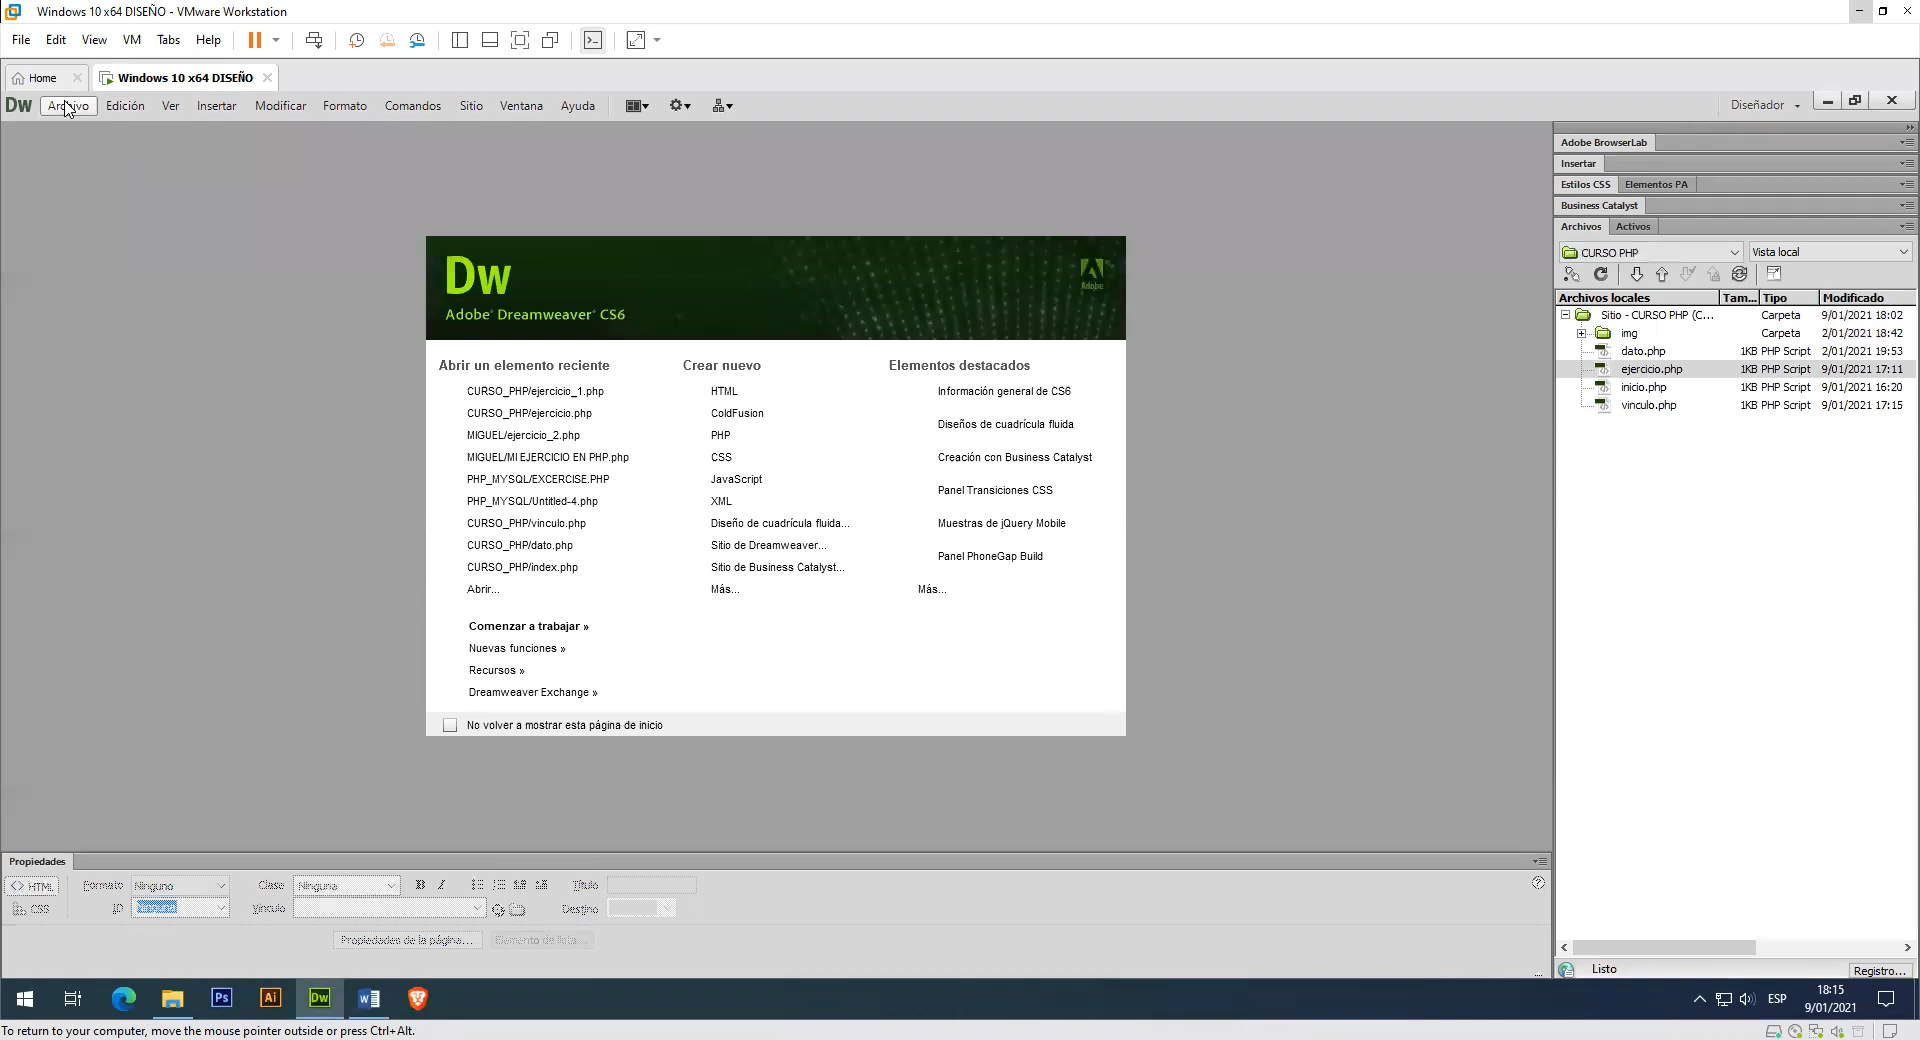 Windows 10 x64 DISEÑO - VMware Workstation
File Edit View VM Tabs Help
Home Windows 10 x64 DISEÑO
Dw Archivo Edición Ver Insertar Modificar Formato Comandos Sitio Ventana Ayuda Diseñador
Adobe BrowserLab
Insertar
Estilos CSS Elementos PA
Business Catalyst
Archivos Activos
CURSO PHP Vista local
Archivos locales Tam... Tipo Modificado
Sitio - CURSO PHP (C... Carpeta 9/01/2021 18:02
img Carpeta 2/01/2021 18:42
dato.php 1KB PHP Script 2/01/2021 19:53
ejercicio.php 1KB PHP Script 9/01/2021 17:11
inicio.php 1KB PHP Script 9/01/2021 16:20
vinculo.php 1KB PHP Script 9/01/2021 17:15
Dw
Adobe
Adobe® Dreamweaver® CS6
Abrir un elemento reciente
CURSO_PHP/ejercicio_1.php
CURSO_PHP/ejercicio.php
MIGUEL/ejercicio_2.php
MIGUEL/MI EJERCICIO EN PHP.php
PHP_MYSQL/EXCERCISE.PHP
PHP_MYSQL/Untitled-4.php
CURSO_PHP/vinculo.php
CURSO_PHP/dato.php
CURSO_PHP/index.php
Abrir...
Crear nuevo
HTML
ColdFusion
PHP
CSS
JavaScript
XML
Diseño de cuadrícula fluida...
Sitio de Dreamweaver...
Sitio de Business Catalyst...
Más...
Elementos destacados
Información general de CS6
Diseños de cuadrícula fluida
Creación con Business Catalyst
Panel Transiciones CSS
Muestras de jQuery Mobile
Panel PhoneGap Build
Más...
Comenzar a trabajar »
Nuevas funciones »
Recursos »
Dreamweaver Exchange »
No volver a mostrar esta página de inicio
Propiedades
<> HTML Formato Ninguno Clase Ninguna B I Título
CSS ID Ninguna Vínculo Destino
Propiedades de la página... Elemento de lista...
Listo Registro...
Ps Ai Dw W ESP 18:15
9/01/2021
To return to your computer, move the mouse pointer outside or press Ctrl+Alt.